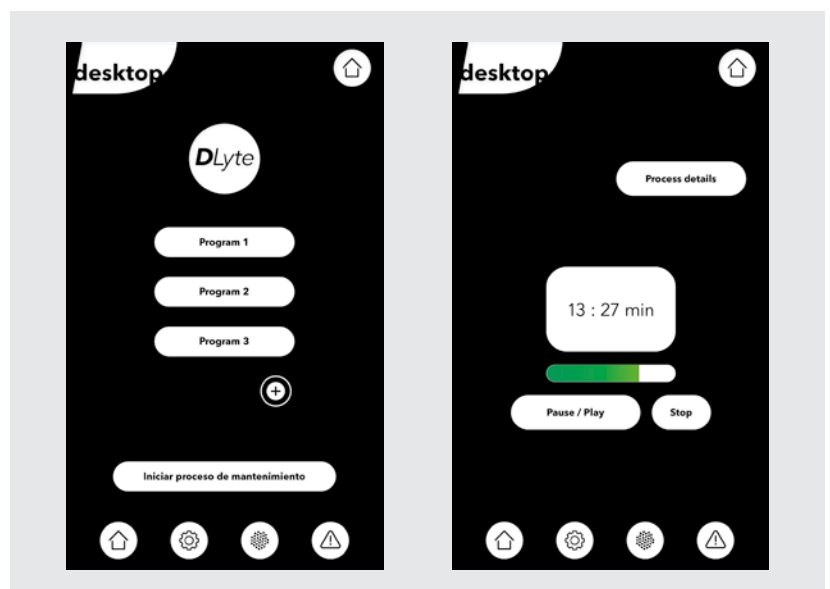 desktop
DLyte
Program 1
Program 2
Program 3
Iniciar proceso de mantenimiento
desktop
Process details
13 : 27 min
Pause / Play
Stop